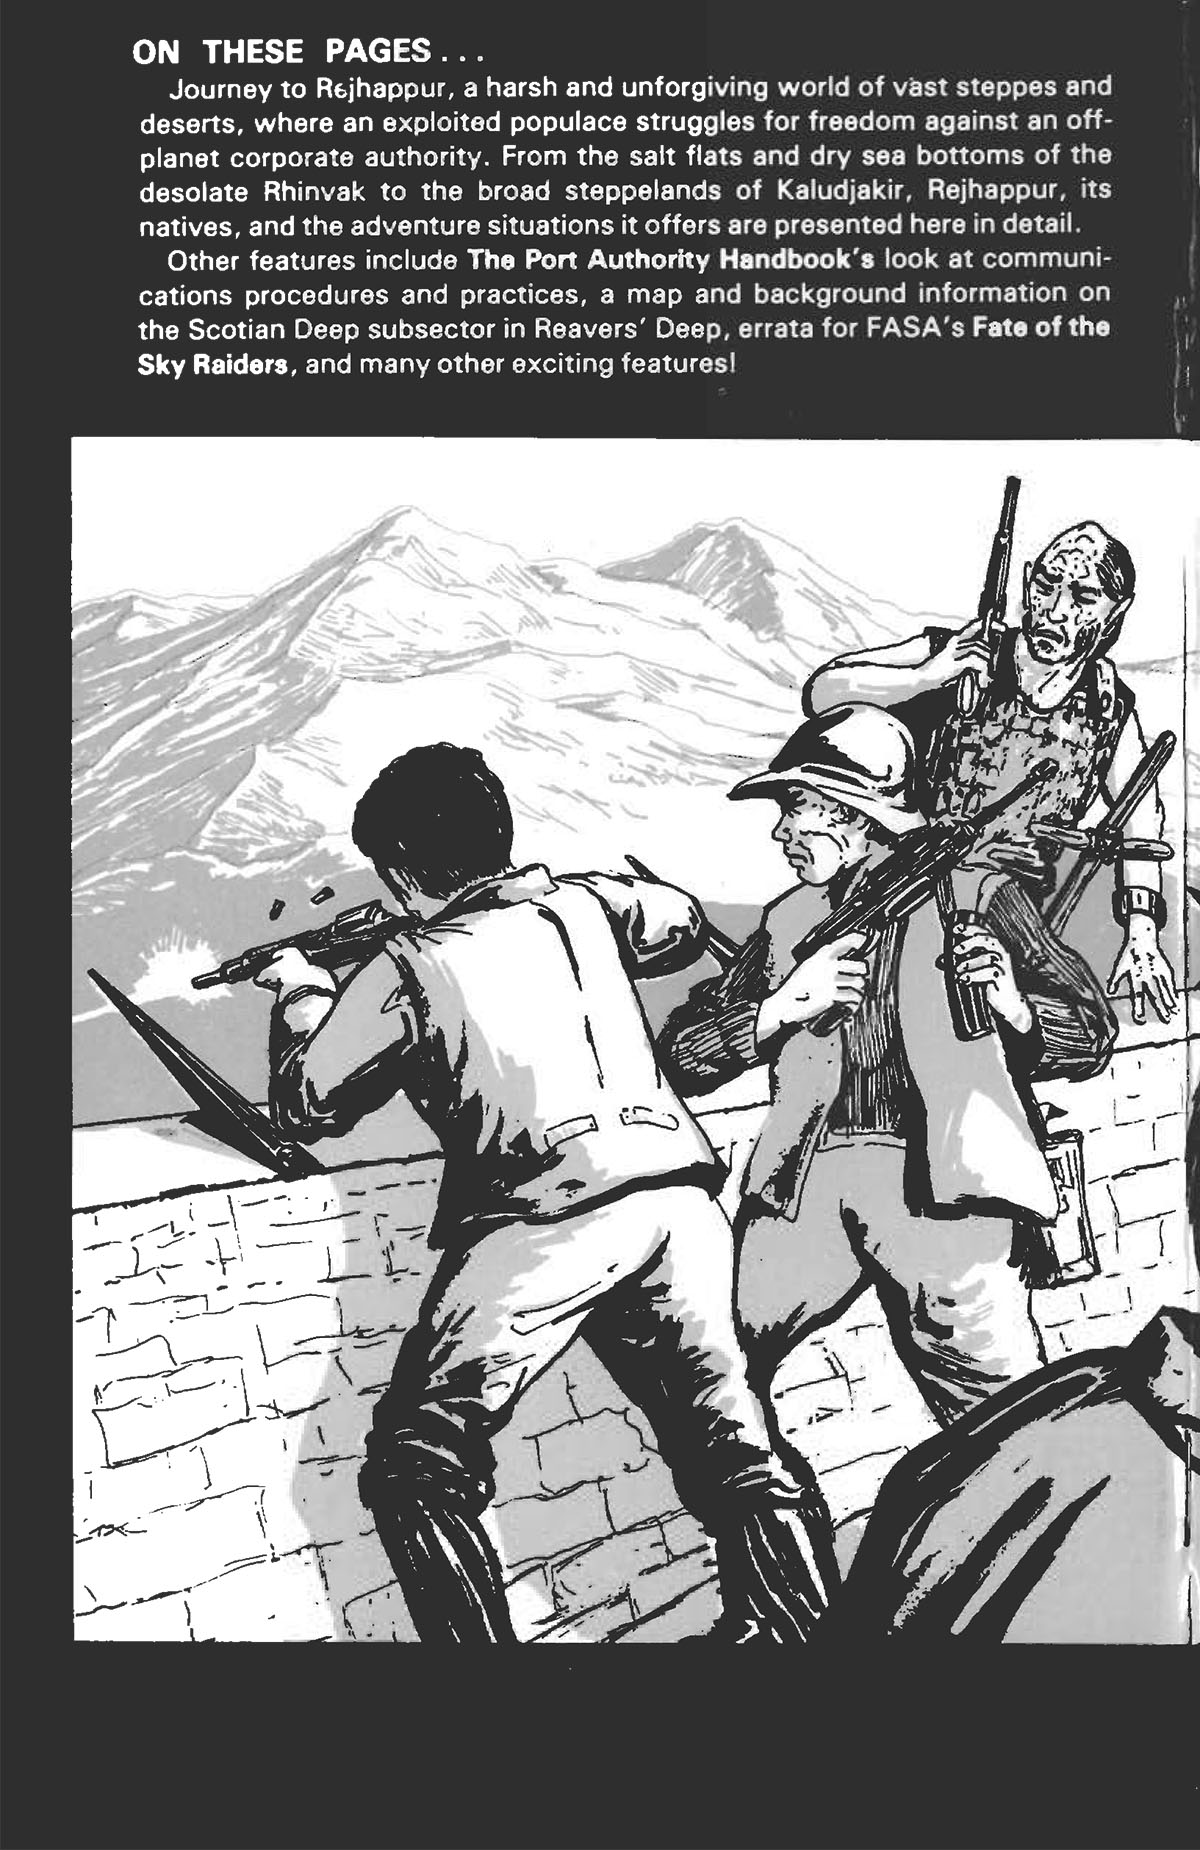 ON THESE PAGES...
Journey to Rejhappur, a harsh and unforgiving world of vast steppes and
deserts, where an exploited populace struggles for freedom against an off-
planet corporate authority. From the salt flats and dry sea bottoms of the
desolate Rhinvak to the broad steppelands of Kaludjakir, Rejhappur, its
natives, and the adventure situations it offers are presented here in detail.
Other features include The Port Authority Handbook's look at communi-
cations procedures and practices, a map and background information on
the Scotian Deep subsector in Reavers' Deep, errata for FASA's Fate of the
Sky Raiders, and many other exciting features!